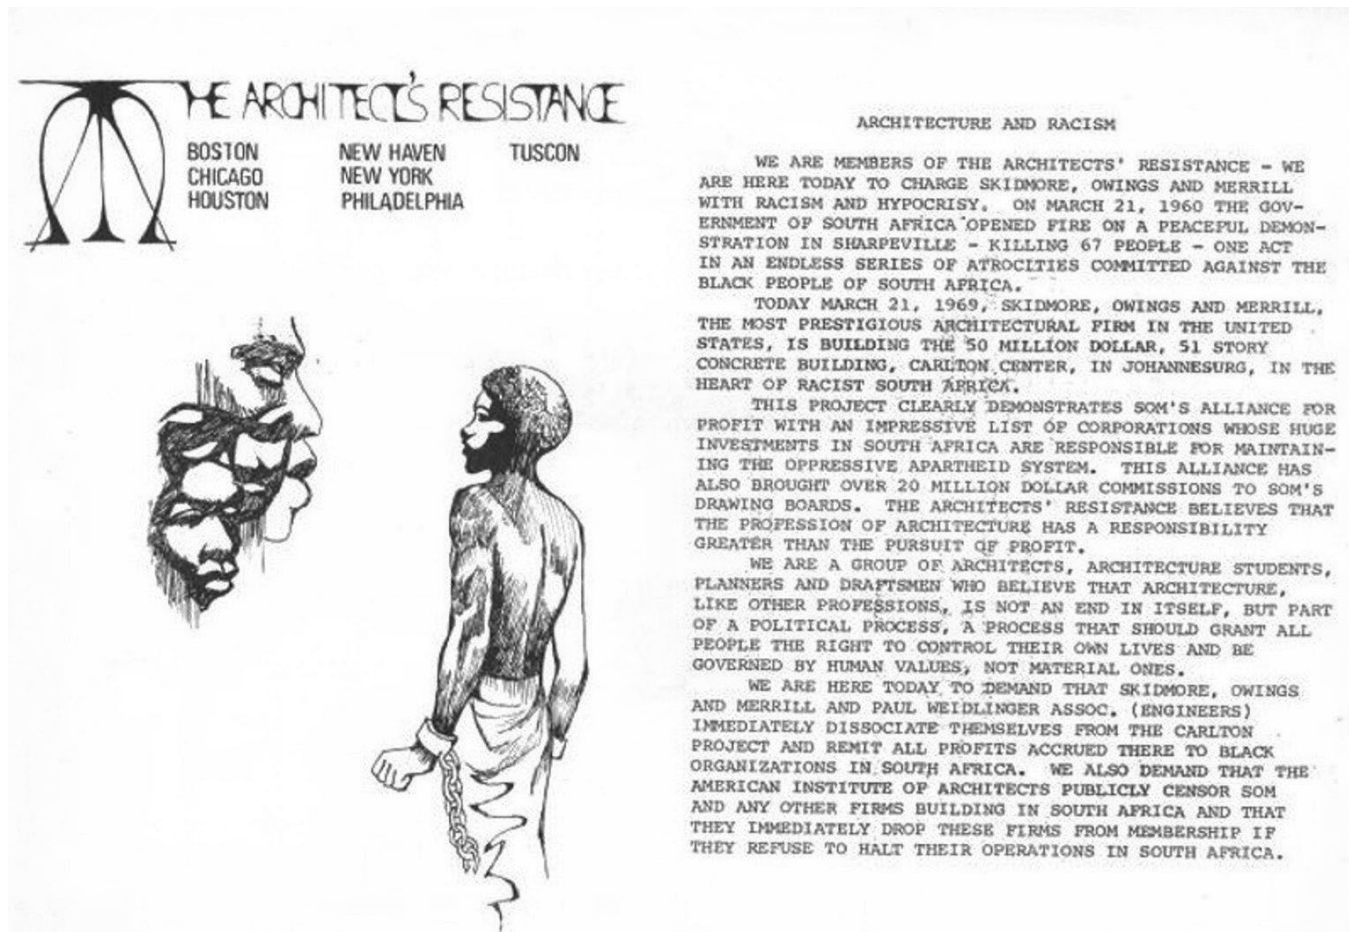 THE ARCHITECT'S RESISTANCE
BOSTON
CHICAGO
HOUSTON
NEW HAVEN
NEW YORK
PHILADELPHIA
TUSCON
ARCHITECTURE AND RACISM
WE ARE MEMBERS OF THE ARCHITECTS' RESISTANCE - WE
ARE HERE TODAY TO CHARGE SKIDMORE, OWINGS AND MERRILL
WITH RACISM AND HYPOCRISY. ON MARCH 21, 1960 THE GOV-
ERNMENT OF SOUTH AFRICA OPENED FIRE ON A PEACEFUL DEMON-
STRATION IN SHARPEVILLE - KILLING 67 PEOPLE - ONE ACT
IN AN ENDLESS SERIES OF ATROCITIES COMMITTED AGAINST THE
BLACK PEOPLE OF SOUTH AFRICA.
TODAY MARCH 21, 1969, SKIDMORE, OWINGS AND MERRILL,
THE MOST PRESTIGIOUS ARCHITECTURAL FIRM IN THE UNITED
STATES, IS BUILDING THE 50 MILLION DOLLAR, 51 STORY
CONCRETE BUILDING, CARLTON CENTER, IN JOHANNESURG, IN THE
HEART OF RACIST SOUTH AFRICA.
THIS PROJECT CLEARLY DEMONSTRATES SOM'S ALLIANCE FOR
PROFIT WITH AN IMPRESSIVE LIST OF CORPORATIONS WHOSE HUGE
INVESTMENTS IN SOUTH AFRICA ARE RESPONSIBLE FOR MAINTAIN-
ING THE OPPRESSIVE APARTHEID SYSTEM. THIS ALLIANCE HAS
ALSO BROUGHT OVER 20 MILLION DOLLAR COMMISSIONS TO SOM'S
DRAWING BOARDS. THE ARCHITECTS' RESISTANCE BELIEVES THAT
THE PROFESSION OF ARCHITECTURE HAS A RESPONSIBILITY
GREATER THAN THE PURSUIT OF PROFIT.
WE ARE A GROUP OF ARCHITECTS, ARCHITECTURE STUDENTS,
PLANNERS AND DRAFTSMEN WHO BELIEVE THAT ARCHITECTURE,
LIKE OTHER PROFESSIONS, IS NOT AN END IN ITSELF, BUT PART
OF A POLITICAL PROCESS, A PROCESS THAT SHOULD GRANT ALL
PEOPLE THE RIGHT TO CONTROL THEIR OWN LIVES AND BE
GOVERNED BY HUMAN VALUES, NOT MATERIAL ONES.
WE ARE HERE TODAY TO DEMAND THAT SKIDMORE, OWINGS
AND MERRILL AND PAUL WEIDLINGER ASSOC. (ENGINEERS)
IMMEDIATELY DISSOCIATE THEMSELVES FROM THE CARLTON
PROJECT AND REMIT ALL PROFITS ACCRUED THERE TO BLACK
ORGANIZATIONS IN SOUTH AFRICA. WE ALSO DEMAND THAT THE
AMERICAN INSTITUTE OF ARCHITECTS PUBLICLY CENSOR SOM
AND ANY OTHER FIRMS BUILDING IN SOUTH AFRICA AND THAT
THEY IMMEDIATELY DROP THESE FIRMS FROM MEMBERSHIP IF
THEY REFUSE TO HALT THEIR OPERATIONS IN SOUTH AFRICA.